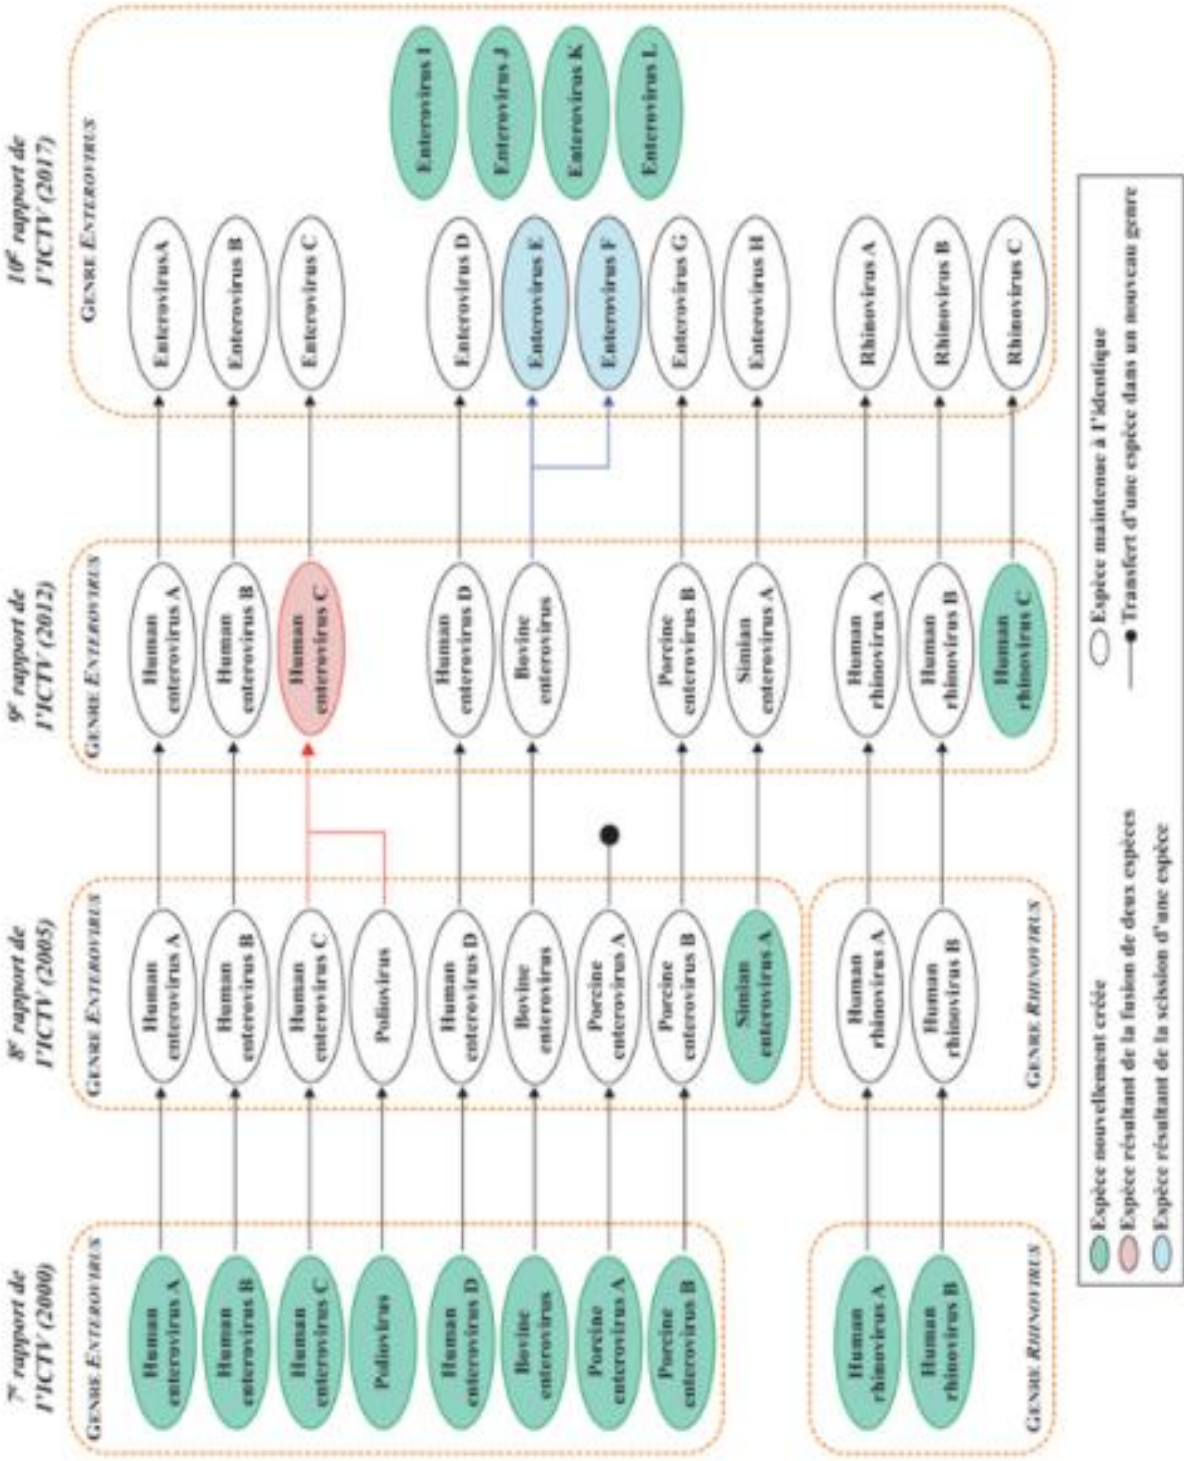 7e rapport de
l'ICTV (2000)
GENRE ENTEROVIRUS
Human
enterovirus A
Human
enterovirus B
Human
enterovirus C
Poliovirus
Human
enterovirus D
Bovine
enterovirus
Porcine
enterovirus A
Porcine
enterovirus B
Human
rhinovirus A
Human
rhinovirus B
GENRE RHINOVIRUS
8e rapport de
l'ICTV (2005)
GENRE ENTEROVIRUS
Human
enterovirus A
Human
enterovirus B
Human
enterovirus C
Poliovirus
Human
enterovirus D
Bovine
enterovirus
Porcine
enterovirus A
Porcine
enterovirus B
Simian
enterovirus A
Human
rhinovirus A
Human
rhinovirus B
GENRE RHINOVIRUS
9e rapport de
l'ICTV (2012)
GENRE ENTEROVIRUS
Human
enterovirus A
Human
enterovirus B
Human
enterovirus C
Human
enterovirus D
Bovine
enterovirus
Porcine
enterovirus B
Simian
enterovirus A
Human
rhinovirus A
Human
rhinovirus B
Human
rhinovirus C
10e rapport de
l'ICTV (2017)
GENRE ENTEROVIRUS
EnterovirusA
Enterovirus B
Enterovirus C
Enterovirus D
Enterovirus E
Enterovirus F
Enterovirus G
Enterovirus H
Rhinovirus A
Rhinovirus B
Rhinovirus C
Enterovirus I
Enterovirus J
Enterovirus K
Enterovirus L
Espèce nouvellement créée
Espèce résultant de la fusion de deux espèces
Espèce résultant de la scission d'une espèce
Espèce maintenue à l'identique
Transfert d'une espèce dans un nouveau genre